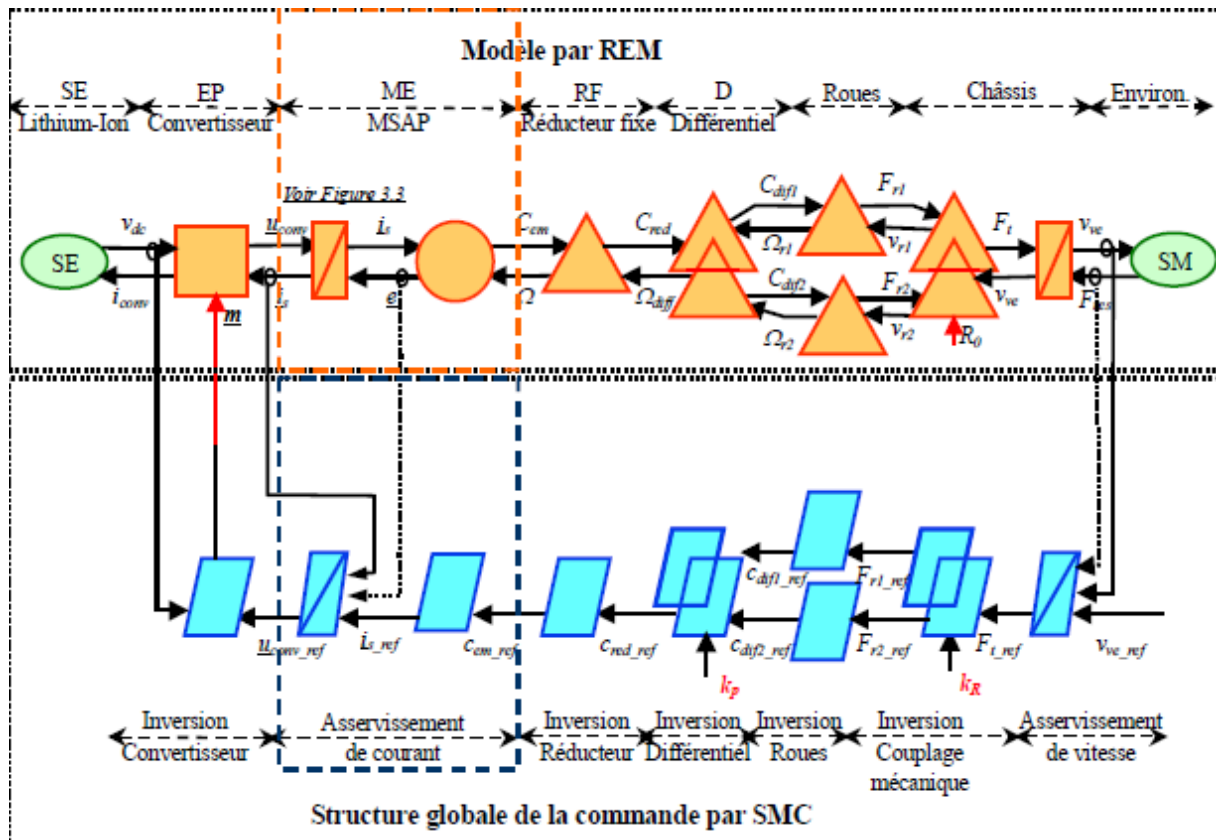 Modèle par REM
SE EP ME RF D Roues Châssis Environ
Lithium-Ion Convertisseur MSAP Réducteur fixe Différentiel
Voir Figure 3.3
C_dif1 F_r1
v_dc u_conv i_s C_em C_red Ω_r1 v_r1 F_t v_ve
SE SM
i_conv i_s e Ω Ω_diff C_dif2 F_r2 v_ve F_res
m Ω_r2 v_r2 R_0
c_dif1_ref F_r1_ref
u_conv_ref i_s_ref c_em_ref c_red_ref c_dif2_ref F_r2_ref F_t_ref v_ve_ref
k_p k_R
Inversion Asservissement Inversion Inversion Inversion Inversion Asservissement
Convertisseur de courant Réducteur Différentiel Roues Couplage de vitesse
mécanique
Structure globale de la commande par SMC